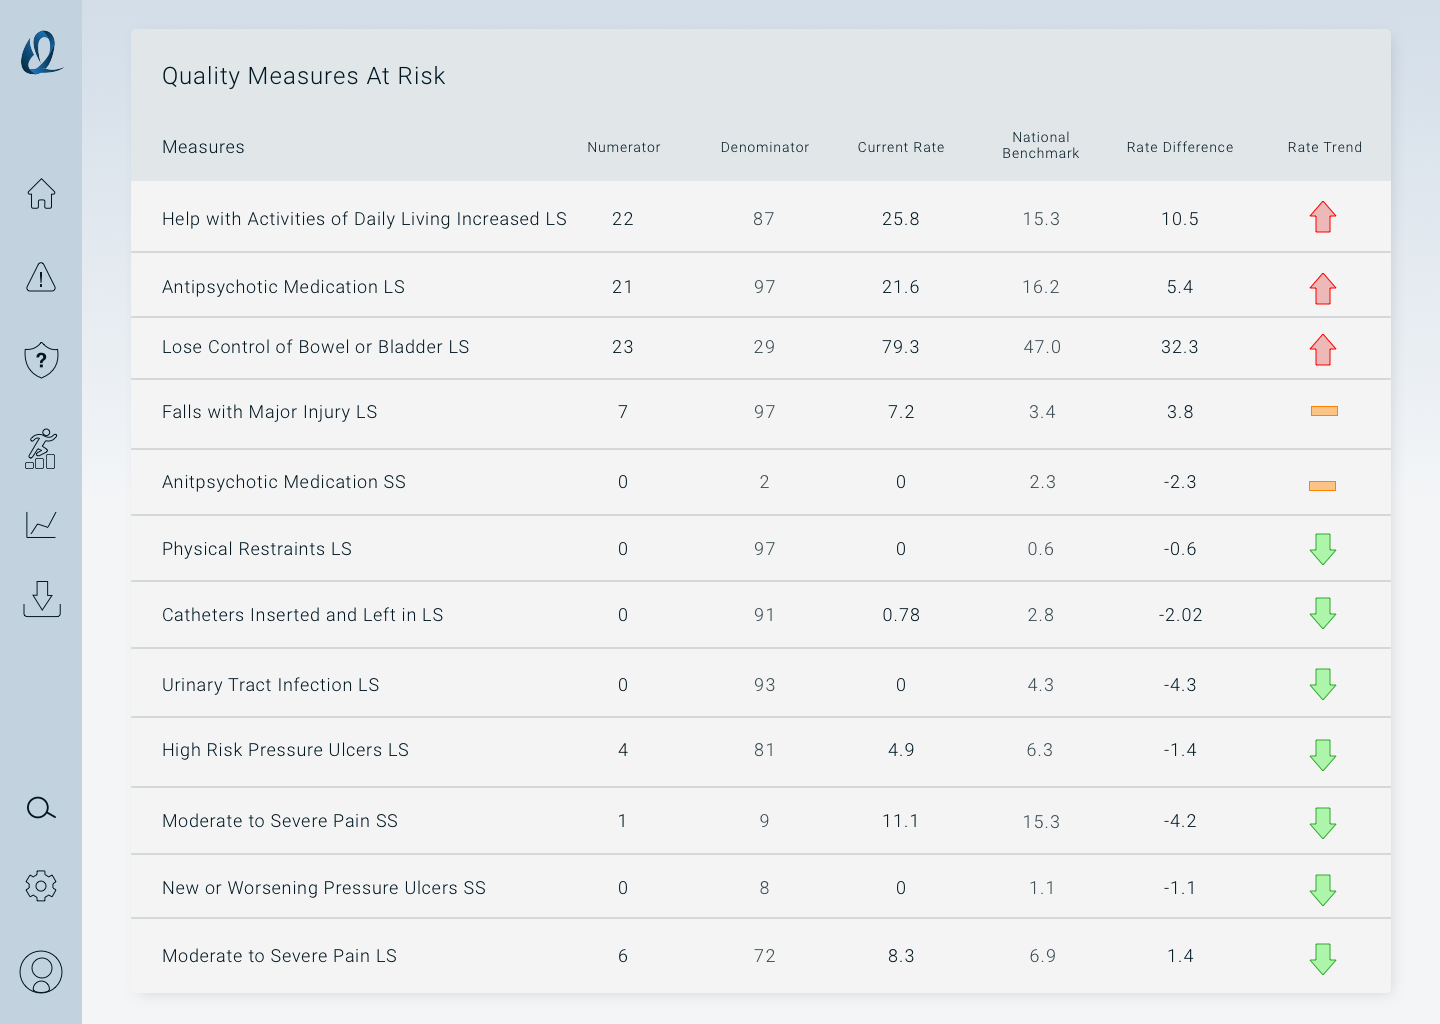 Quality Measures At Risk
Measures Numerator Denominator Current Rate National Benchmark Rate Difference Rate Trend
Help with Activities of Daily Living Increased LS 22 87 25.8 15.3 10.5
Antipsychotic Medication LS 21 97 21.6 16.2 5.4
Lose Control of Bowel or Bladder LS 23 29 79.3 47.0 32.3
Falls with Major Injury LS 7 97 7.2 3.4 3.8
Anitpsychotic Medication SS 0 2 0 2.3 -2.3
Physical Restraints LS 0 97 0 0.6 -0.6
Catheters Inserted and Left in LS 0 91 0.78 2.8 -2.02
Urinary Tract Infection LS 0 93 0 4.3 -4.3
High Risk Pressure Ulcers LS 4 81 4.9 6.3 -1.4
Moderate to Severe Pain SS 1 9 11.1 15.3 -4.2
New or Worsening Pressure Ulcers SS 0 8 0 1.1 -1.1
Moderate to Severe Pain LS 6 72 8.3 6.9 1.4